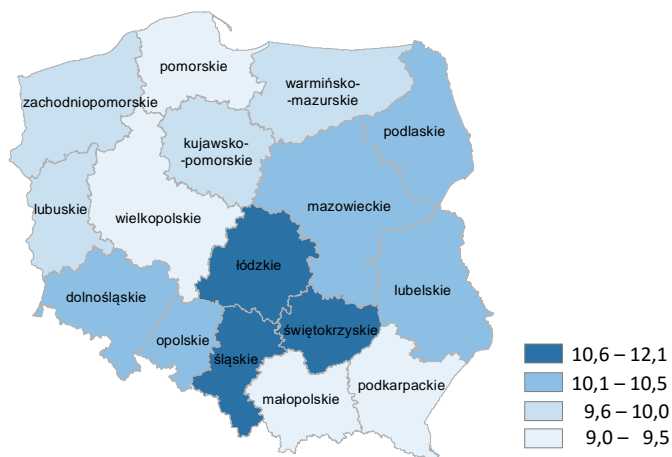 pomorskie
warmińsko-
-mazurskie
zachodniopomorskie
podlaskie
kujawsko-
-pomorskie
lubuskie
wielkopolskie
mazowieckie
łódzkie
lubelskie
dolnośląskie
świętokrzyskie
opolskie
śląskie
podkarpackie
małopolskie
10,6 – 12,1
10,1 – 10,5
9,6 – 10,0
9,0 – 9,5